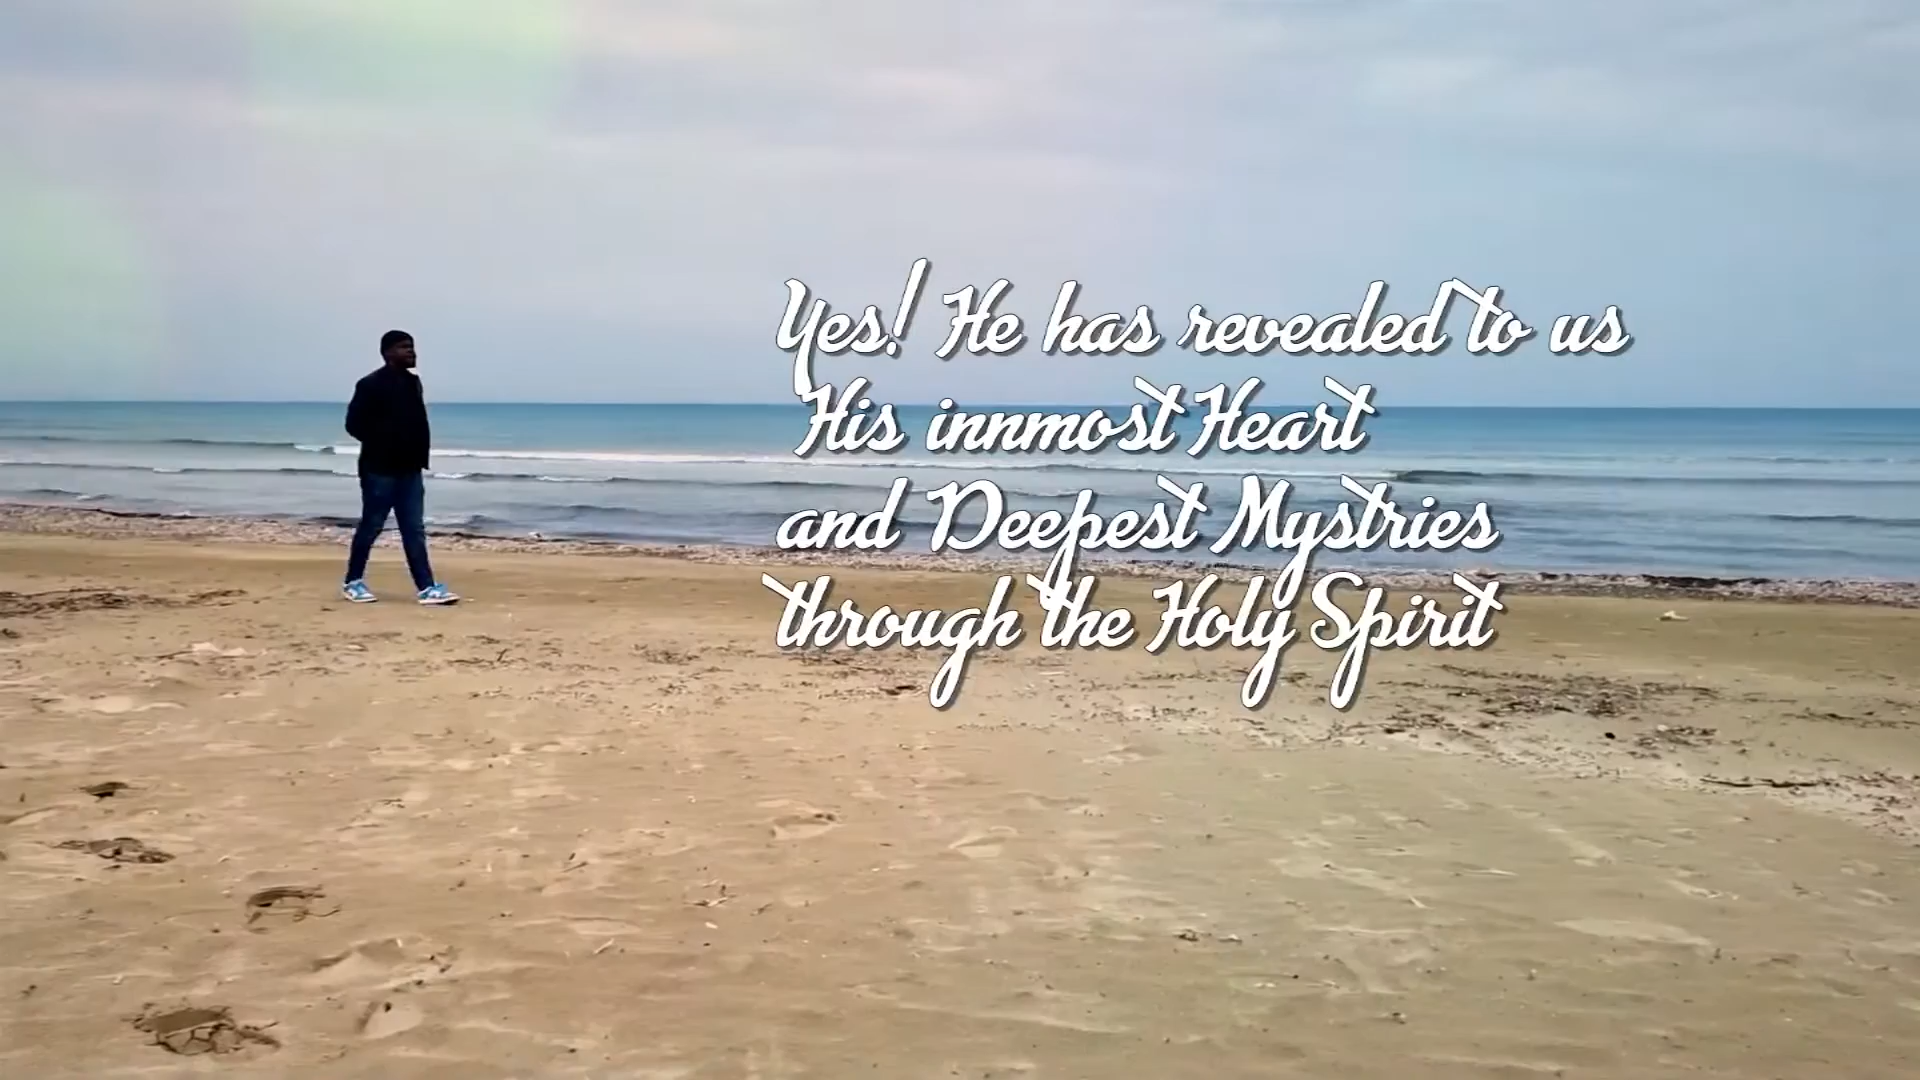 Yes! He has revealed to us
His innmost Heart
and Deepest Mystries
through the Holy Spirit